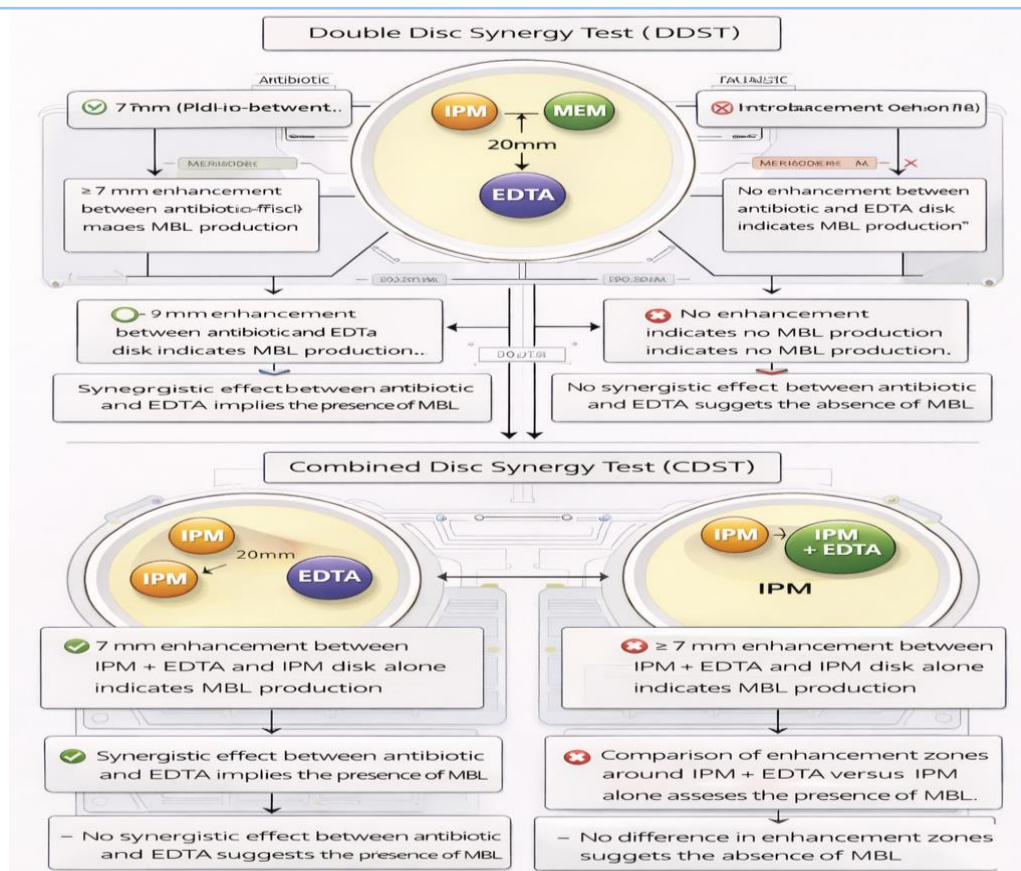 Double Disc Synergy Test (DDST)
Antibiotic
7 mm
IPM
MEM
20mm
EDTA
≥ 7 mm enhancement
between
MBL production
No enhancement between
antibiotic and EDTA disk
indicates MBL production"
- 9 mm enhancement
between antibiotic and EDTA
disk indicates MBL production..
No enhancement
indicates no MBL production
indicates no MBL production.
Synegrgistic effect between antibiotic
and EDTA implies the presence of MBL
No synergistic effect between antibiotic
and EDTA suggests the absence of MBL
Combined Disc Synergy Test (CDST)
IPM
IPM
20mm
EDTA
IPM
IPM
+ EDTA
IPM
7 mm enhancement between
IPM + EDTA and IPM disk alone
indicates MBL production
≥ 7 mm enhancement between
IPM + EDTA and IPM disk alone
indicates MBL production
Synergistic effect between antibiotic
and EDTA implies the presence of MBL
Comparison of enhancement zones
around IPM + EDTA versus IPM
alone asseses the presence of MBL.
– No synergistic effect between antibiotic
and EDTA suggests the presence of MBL
– No difference in enhancement zones
suggets the absence of MBL